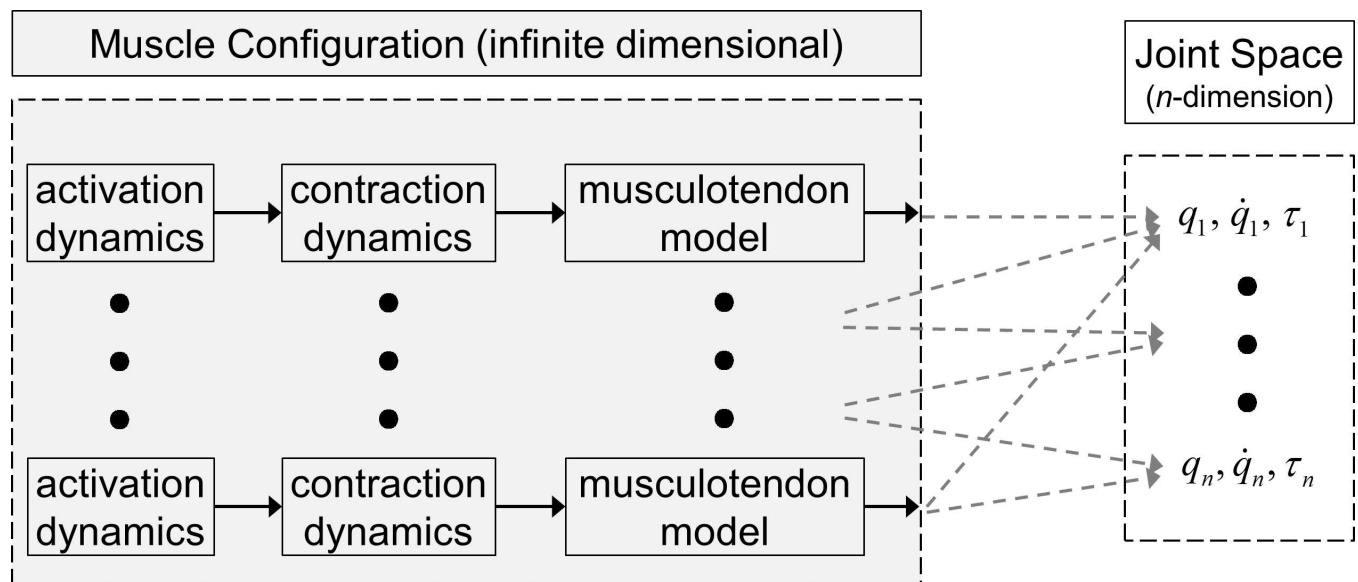 Muscle Configuration (infinite dimensional)
Joint Space
(n-dimension)
activation
dynamics
contraction
dynamics
musculotendon
model
q₁, q̇₁, τ₁
activation
dynamics
contraction
dynamics
musculotendon
model
qₙ, q̇ₙ, τₙ